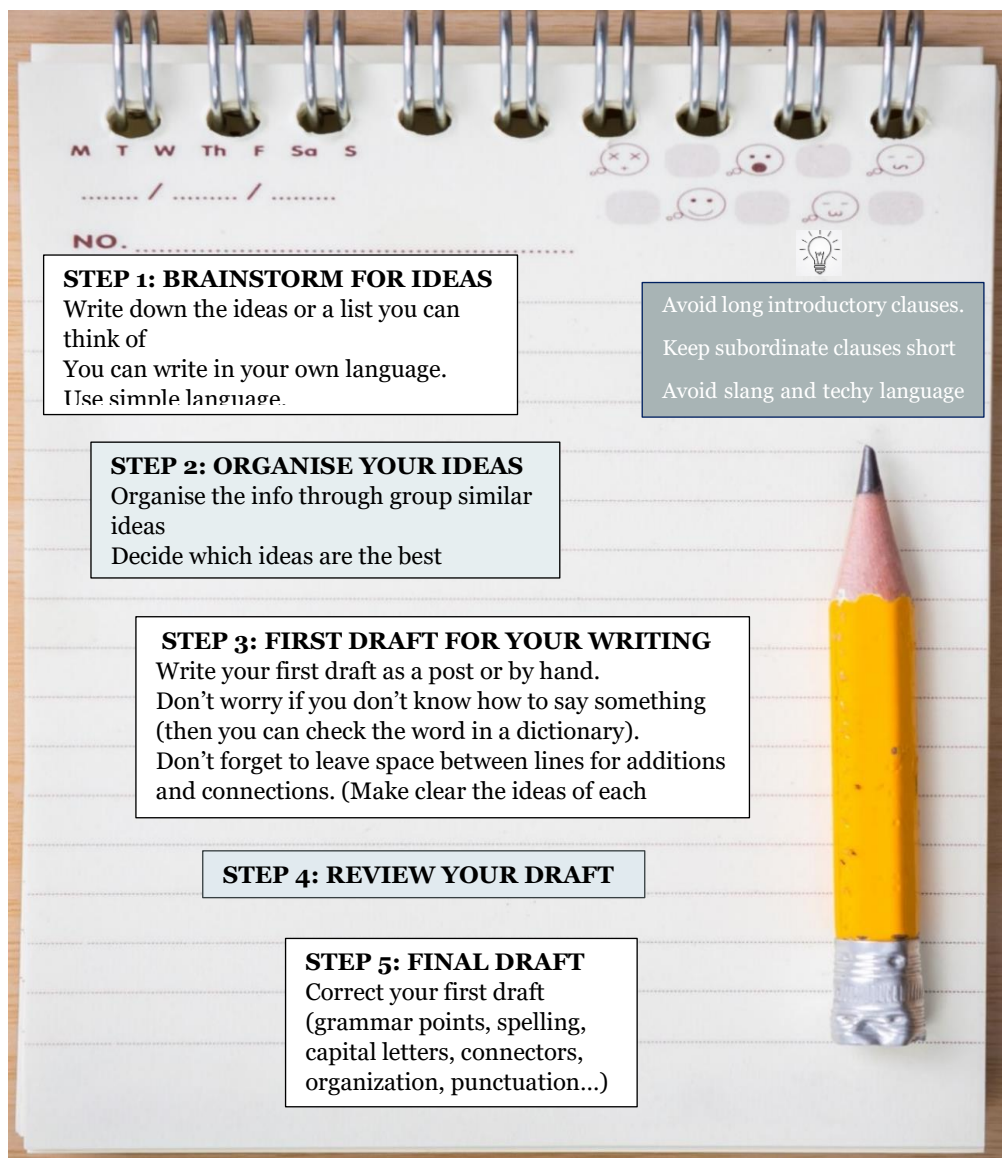 M T W Th F Sa S
........ / ......... / .........
NO.
STEP 1: BRAINSTORM FOR IDEAS
Write down the ideas or a list you can
think of
You can write in your own language.
Use simple language.
Avoid long introductory clauses.
Keep subordinate clauses short
Avoid slang and techy language
STEP 2: ORGANISE YOUR IDEAS
Organise the info through group similar
ideas
Decide which ideas are the best
STEP 3: FIRST DRAFT FOR YOUR WRITING
Write your first draft as a post or by hand.
Don’t worry if you don’t know how to say something
(then you can check the word in a dictionary).
Don’t forget to leave space between lines for additions
and connections. (Make clear the ideas of each
STEP 4: REVIEW YOUR DRAFT
STEP 5: FINAL DRAFT
Correct your first draft
(grammar points, spelling,
capital letters, connectors,
organization, punctuation…)